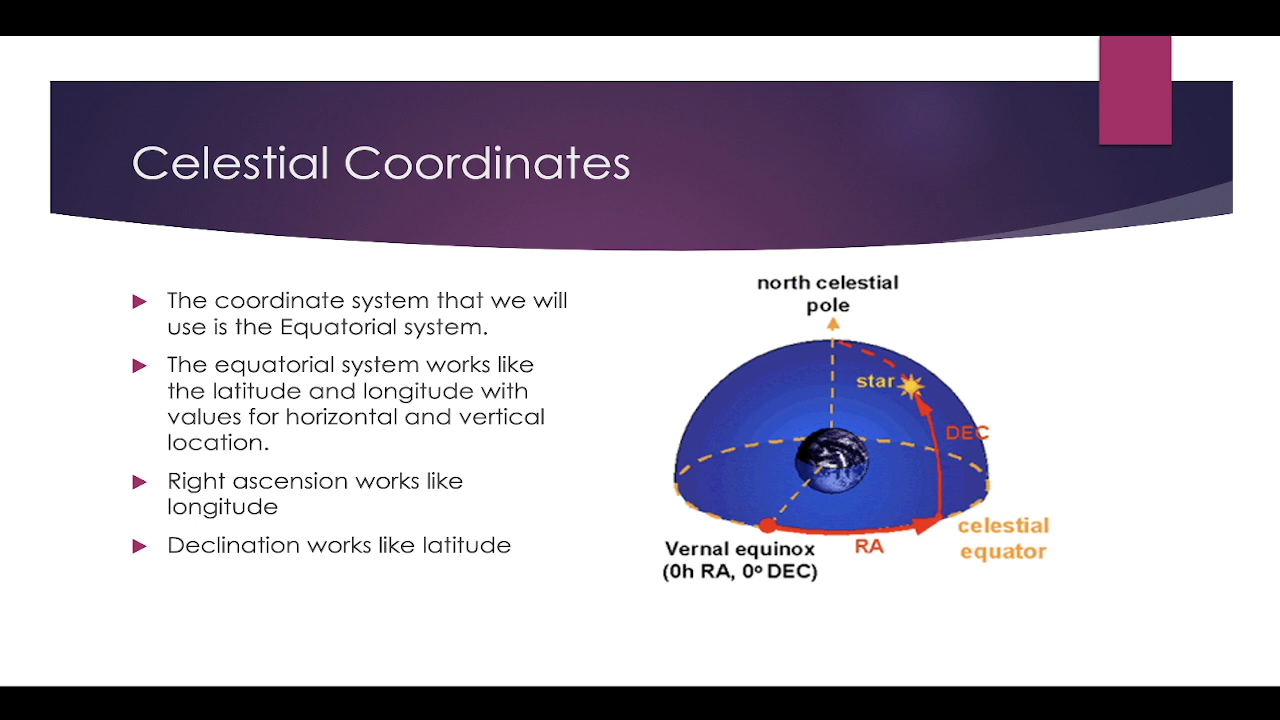 Celestial Coordinates
The coordinate system that we will
use is the Equatorial system.
The equatorial system works like
the latitude and longitude with
values for horizontal and vertical
location.
Right ascension works like
longitude
Declination works like latitude
north celestial
pole
star
DEC
celestial
equator
RA
Vernal equinox
(0h RA, 0º DEC)